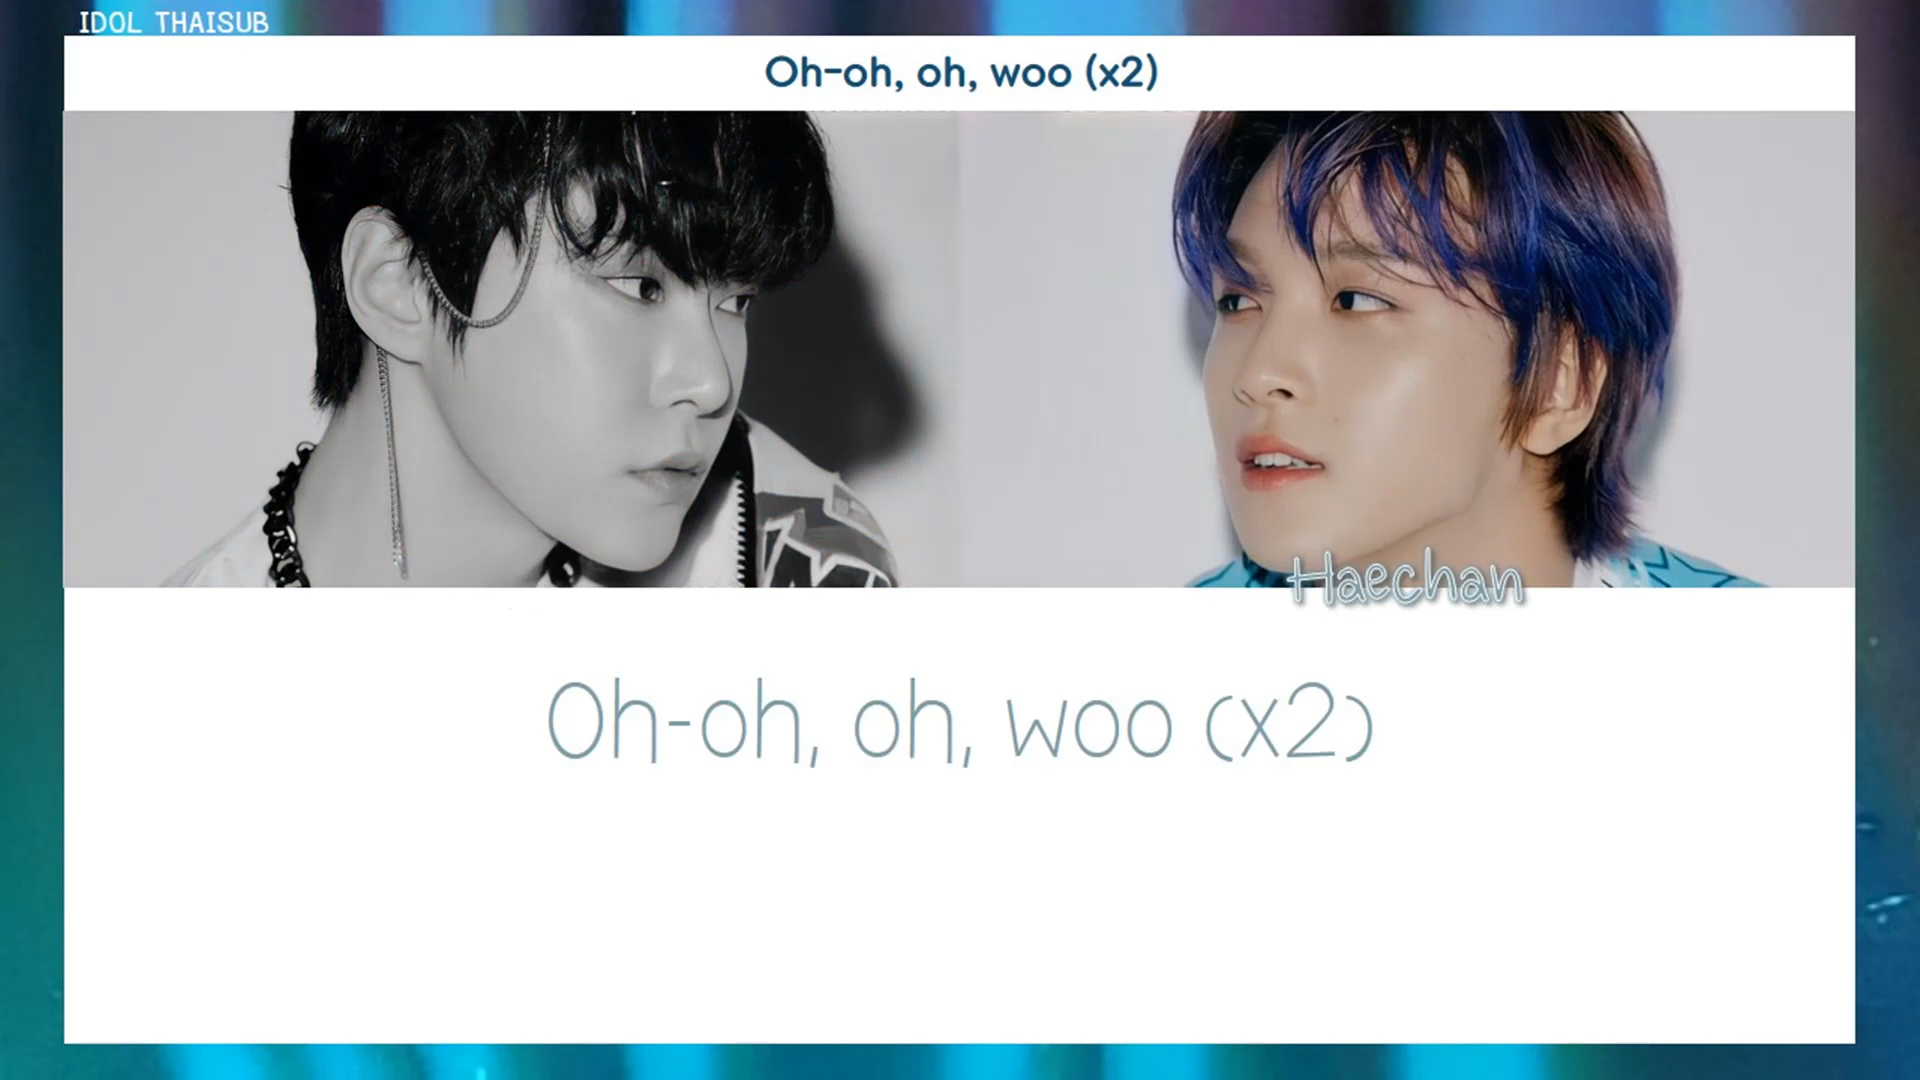 IDOL THAISUB
Oh-oh, oh, woo (x2)
Haechan
Oh-oh, oh, woo (x2)